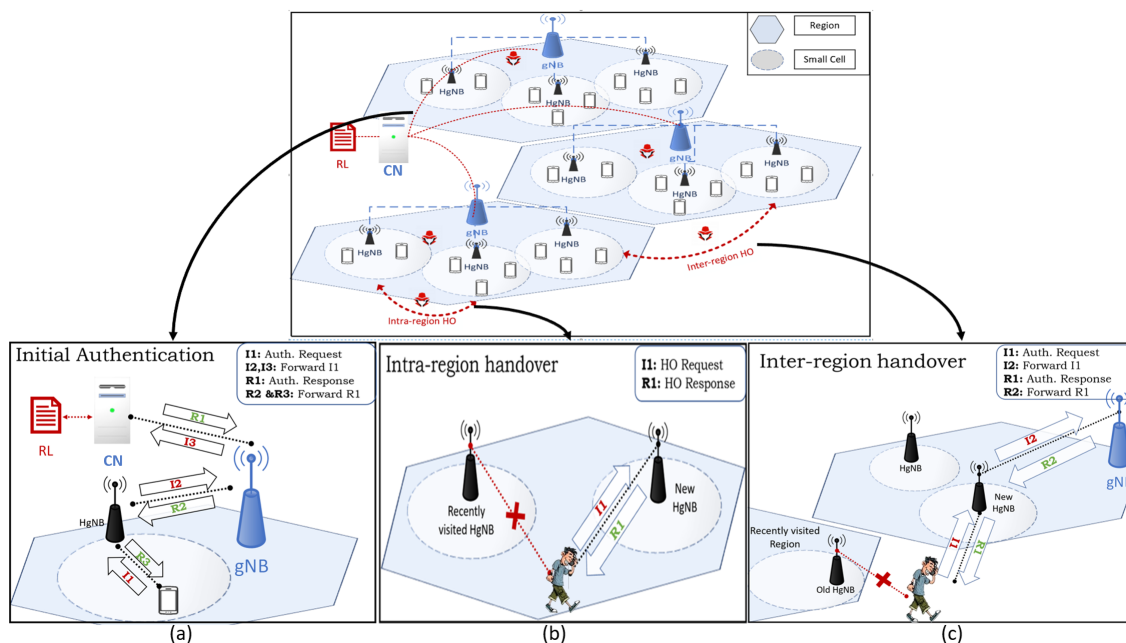 Region
Small Cell
gNB
HgNB
HgNB
HgNB
RL
CN
gNB
HgNB
HgNB
HgNB
gNB
HgNB
HgNB
HgNB
Inter-region HO
Intra-region HO
Initial Authentication
I1: Auth. Request
I2,I3: Forward I1
R1: Auth. Response
R2 &R3: Forward R1
RL
CN
R1
I3
I2
R2
HgNB
gNB
R3
I1
(a)
Intra-region handover
I1: HO Request
R1: HO Response
Recently
visited HgNB
New
HgNB
I1
R1
(b)
Inter-region handover
I1: Auth. Request
I2: Forward I1
R1: Auth. Response
R2: Forward R1
HgNB
I2
R2
gNB
New
HgNB
Recently visited
Region
Old HgNB
I1
R1
(c)